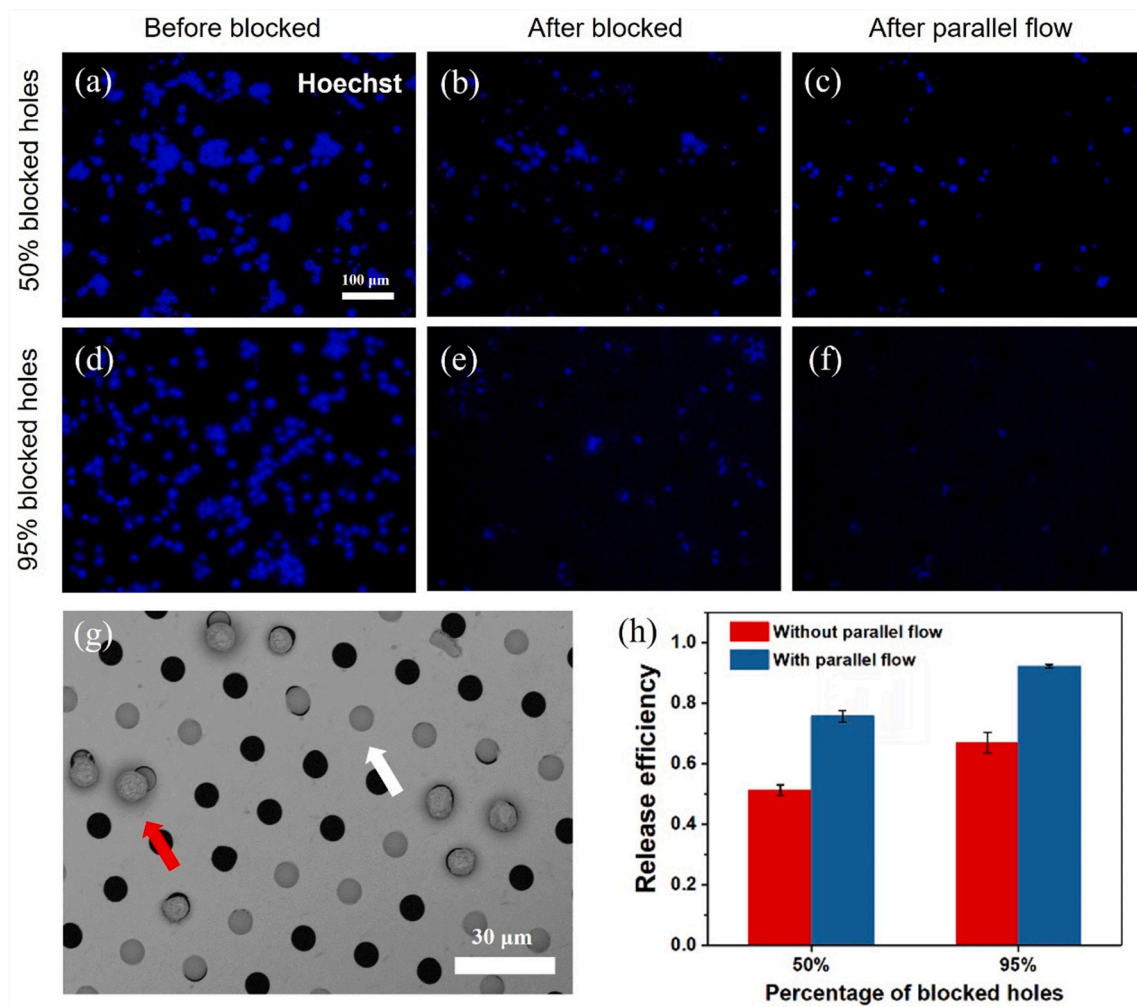 Before blocked
After blocked
After parallel flow
50% blocked holes
(a)
Hoechst
100 μm
(b)
(c)
95% blocked holes
(d)
(e)
(f)
(g)
30 μm
(h)
Without parallel flow
With parallel flow
Release efficiency
1.0
0.8
0.6
0.4
0.2
0.0
50%
95%
Percentage of blocked holes